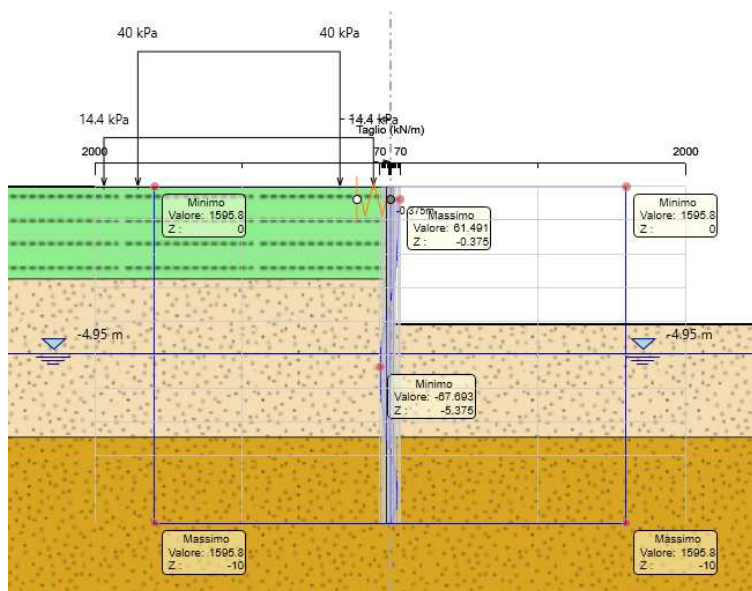 40 kPa 40 kPa
14.4 kPa 14.4 kPa
Taglio (kN/m)
2000 70 70 2000
Minimo
Valore: 1595.8
Z : 0
-0.375m
Massimo
Valore: 61.491
Z : -0.375
Minimo
Valore: 1595.8
Z : 0
-4.95 m -4.95 m
Minimo
Valore: -67.693
Z : -5.375
Massimo
Valore: 1595.8
Z : -10
Massimo
Valore: 1595.8
Z : -10